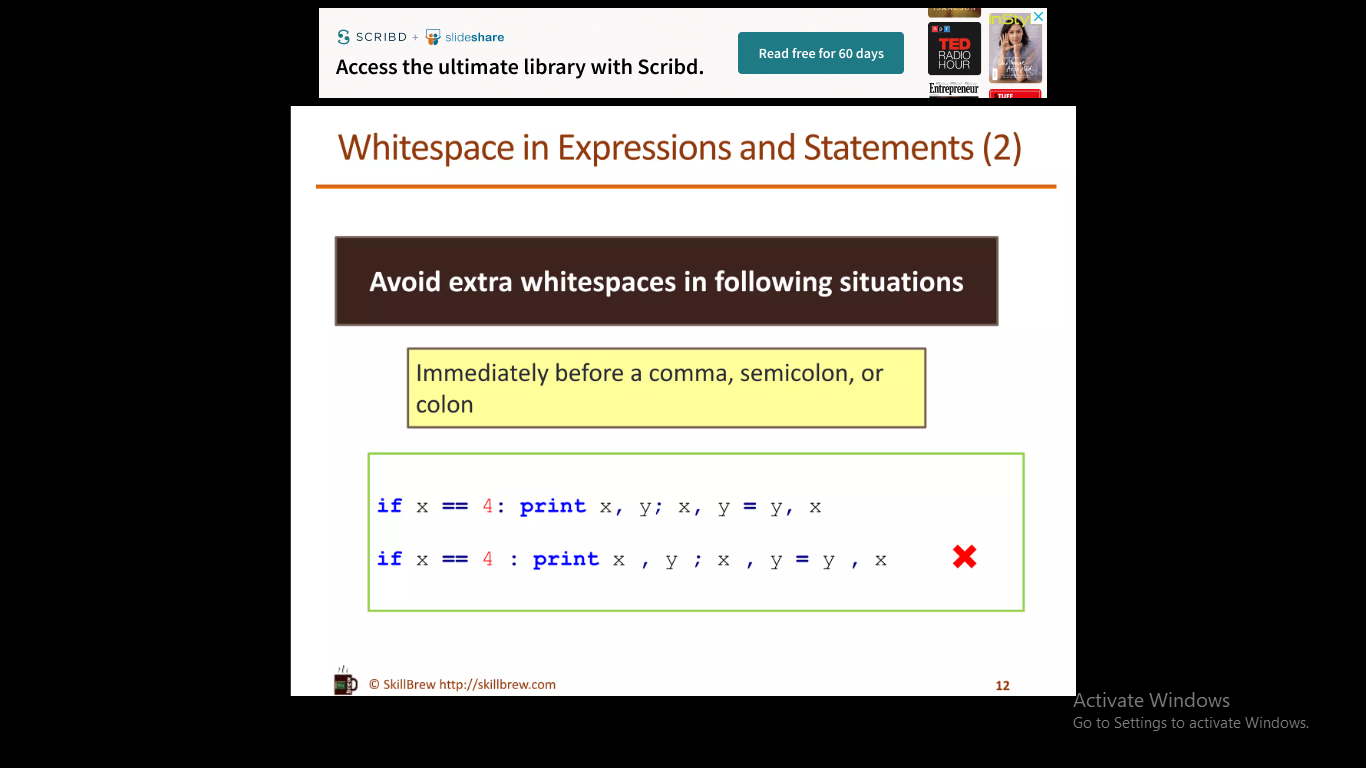 SCRIBD + slideshare
Access the ultimate library with Scribd.
Read free for 60 days
TED
RADIO
HOUR
Entrepreneur
Whitespace in Expressions and Statements (2)
Avoid extra whitespaces in following situations
Immediately before a comma, semicolon, or
colon
if x == 4: print x, y; x, y = y, x
if x == 4 : print x , y ; x , y = y , x
© SkillBrew http://skillbrew.com
12
Activate Windows
Go to Settings to activate Windows.